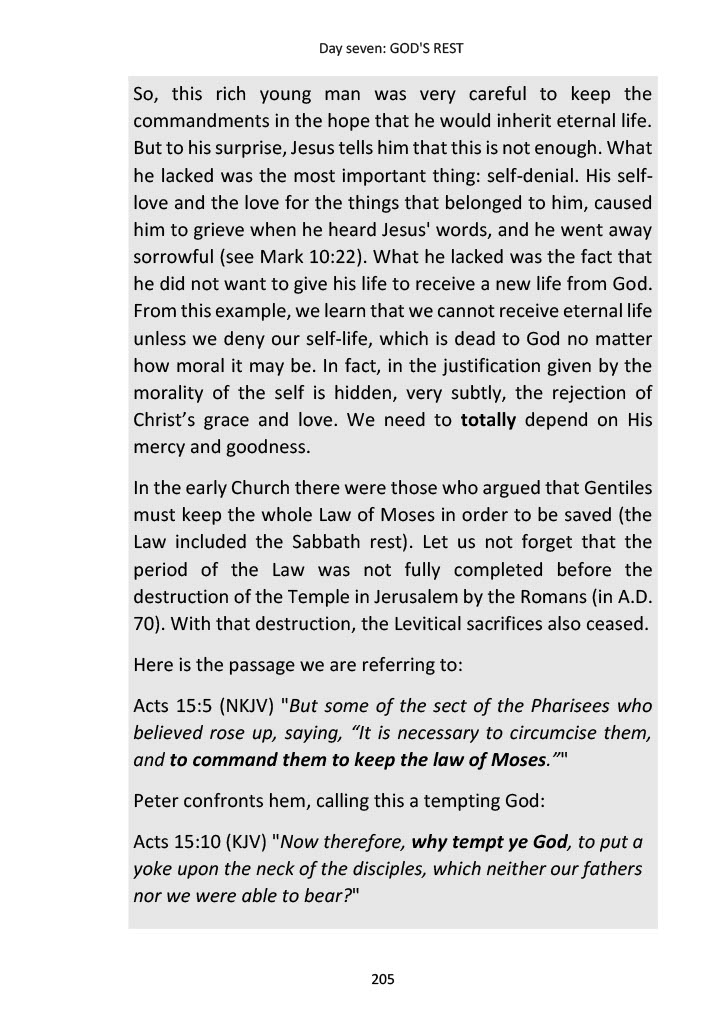 Day seven: GOD'S REST
So, this rich young man was very careful to keep the
commandments in the hope that he would inherit eternal life.
But to his surprise, Jesus tells him that this is not enough. What
he lacked was the most important thing: self-denial. His self-
love and the love for the things that belonged to him, caused
him to grieve when he heard Jesus' words, and he went away
sorrowful (see Mark 10:22). What he lacked was the fact that
he did not want to give his life to receive a new life from God.
From this example, we learn that we cannot receive eternal life
unless we deny our self-life, which is dead to God no matter
how moral it may be. In fact, in the justification given by the
morality of the self is hidden, very subtly, the rejection of
Christ’s grace and love. We need to totally depend on His
mercy and goodness.
In the early Church there were those who argued that Gentiles
must keep the whole Law of Moses in order to be saved (the
Law included the Sabbath rest). Let us not forget that the
period of the Law was not fully completed before the
destruction of the Temple in Jerusalem by the Romans (in A.D.
70). With that destruction, the Levitical sacrifices also ceased.
Here is the passage we are referring to:
Acts 15:5 (NKJV) "But some of the sect of the Pharisees who
believed rose up, saying, “It is necessary to circumcise them,
and to command them to keep the law of Moses.”"
Peter confronts hem, calling this a tempting God:
Acts 15:10 (KJV) "Now therefore, why tempt ye God, to put a
yoke upon the neck of the disciples, which neither our fathers
nor we were able to bear?"
205